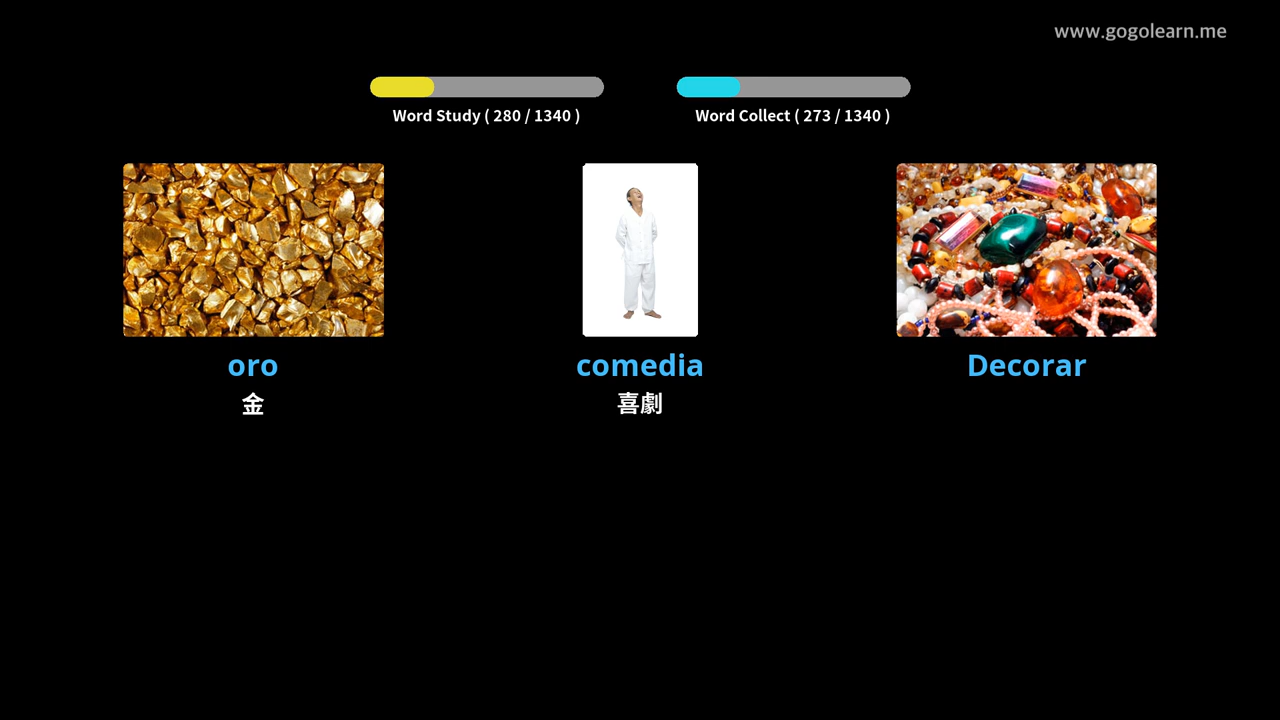 www.gogolearn.me
Word Study ( 280 / 1340 )
Word Collect ( 273 / 1340 )
oro
金
comedia
喜劇
Decorar